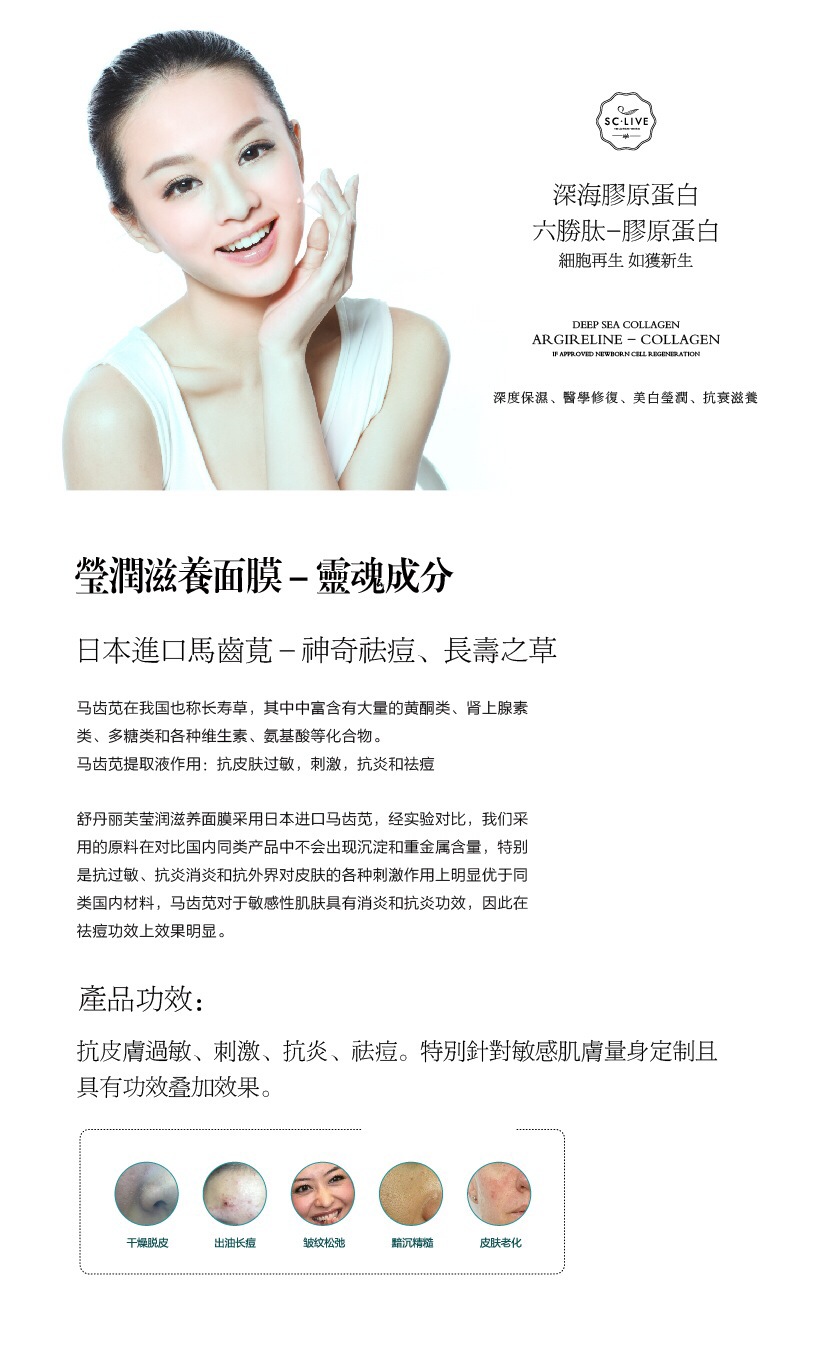 SC·LIVE
深海膠原蛋白
六勝肽–膠原蛋白
細胞再生 如獲新生
DEEP SEA COLLAGEN
ARGIRELINE – COLLAGEN
IF APPROVED NEWBORN CELL REGENERATION
深度保濕、醫學修復、美白瑩潤、抗衰滋養
瑩潤滋養面膜 – 靈魂成分
日本進口馬齒莧 – 神奇祛痘、長壽之草
马齿苋在我国也称长寿草，其中中富含有大量的黄酮类、肾上腺素
类、多糖类和各种维生素、氨基酸等化合物。
马齿苋提取液作用：抗皮肤过敏，刺激，抗炎和祛痘
舒丹丽芙莹润滋养面膜采用日本进口马齿苋，经实验对比，我们采
用的原料在对比国内同类产品中不会出现沉淀和重金属含量，特别
是抗过敏、抗炎消炎和抗外界对皮肤的各种刺激作用上明显优于同
类国内材料，马齿苋对于敏感性肌肤具有消炎和抗炎功效，因此在
祛痘功效上效果明显。
產品功效：
抗皮膚過敏、刺激、抗炎、祛痘。特別針對敏感肌膚量身定制且
具有功效叠加效果。
干燥脱皮
出油长痘
皱纹松弛
黯沉精糙
皮肤老化